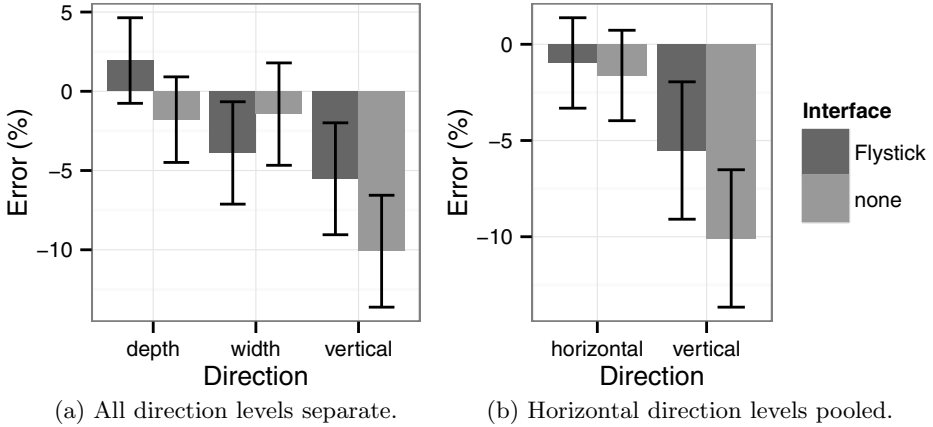 5
0
−5
−10
Error (%)
depth
width
vertical
Direction
(a) All direction levels separate.
0
−5
−10
Error (%)
horizontal
vertical
Direction
(b) Horizontal direction levels pooled.
Interface
Flystick
none